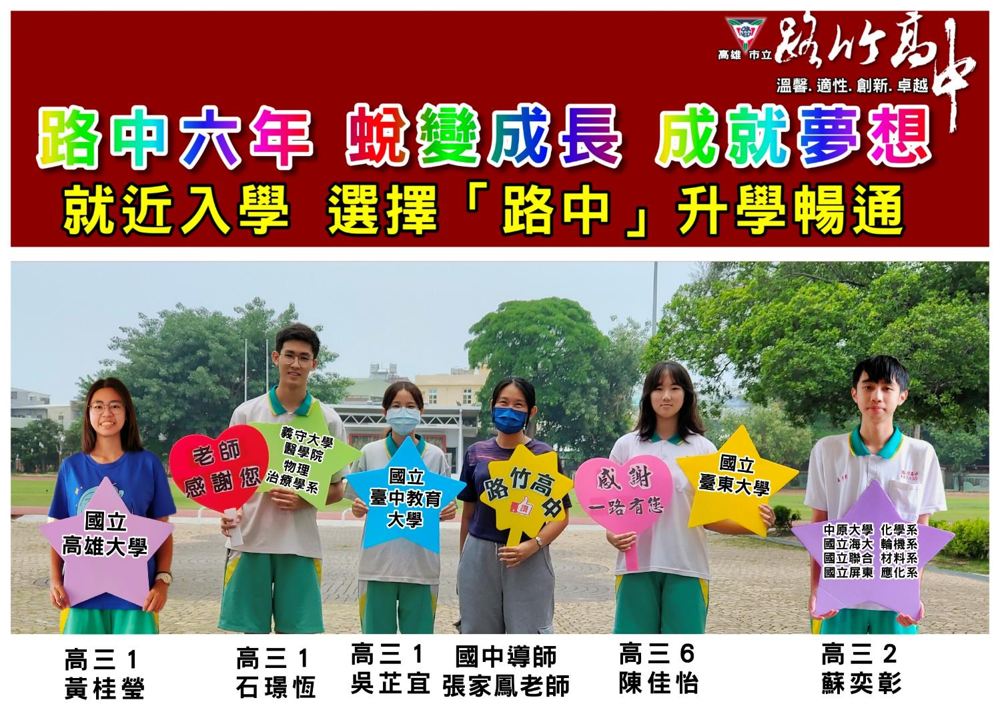 高雄市立 路竹高中
溫馨. 適性. 創新. 卓越
路中六年 蛻變成長 成就夢想
就近入學 選擇「路中」升學暢通
國立
高雄大學
老師
感謝您
義守大學
醫學院
物理
治療學系
國立
臺中教育
大學
路竹高中
讚
感謝
一路有您
國立
臺東大學
中原大學 化學系
國立海大 輪機系
國立聯合 材料系
國立屏東 應化系
高三1
黃桂瑩
高三1
石璟恆
高三1
吳芷宜
國中導師
張家鳳老師
高三6
陳佳怡
高三2
蘇奕彰